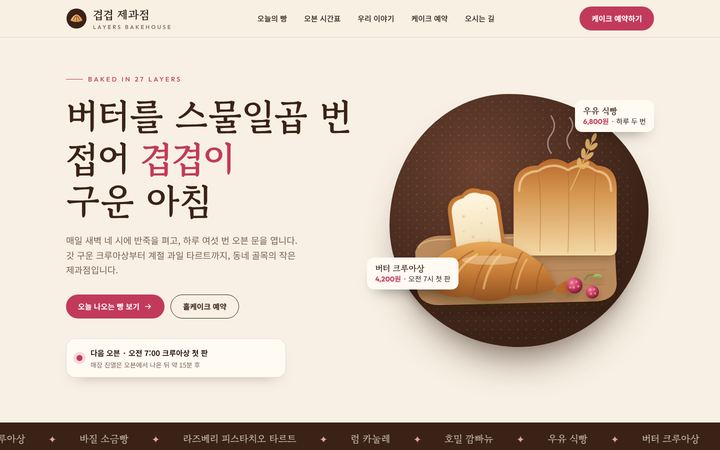 겹겹 제과점
LAYERS BAKEHOUSE
오늘의 빵 오븐 시간표 우리 이야기 케이크 예약 오시는 길
케이크 예약하기
BAKED IN 27 LAYERS
버터를 스물일곱 번
접어 겹겹이
구운 아침
매일 새벽 네 시에 반죽을 펴고, 하루 여섯 번 오븐 문을 엽니다.
갓 구운 크루아상부터 계절 과일 타르트까지, 동네 골목의 작은
제과점입니다.
오늘 나오는 빵 보기 →
홀케이크 예약
다음 오븐 · 오전 7:00 크루아상 첫 판
매장 진열은 오븐에서 나온 뒤 약 15분 후
우유 식빵
6,800원 · 하루 두 번
버터 크루아상
4,200원 · 오전 7시 첫 판
루아상 ✦ 바질 소금빵 ✦ 라즈베리 피스타치오 타르트 ✦ 럼 카눌레 ✦ 호밀 깜빠뉴 ✦ 우유 식빵 ✦ 버터 크루아상